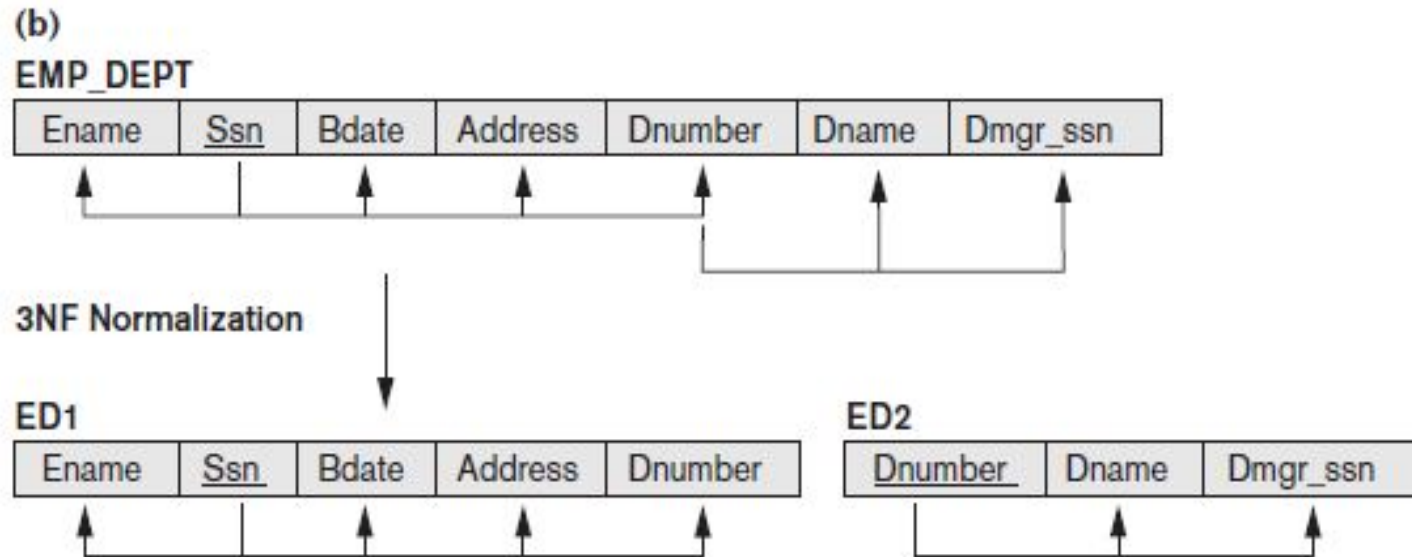 (b)
EMP_DEPT
Ename Ssn Bdate Address Dnumber Dname Dmgr_ssn
3NF Normalization
ED1 ED2
Ename Ssn Bdate Address Dnumber Dnumber Dname Dmgr_ssn